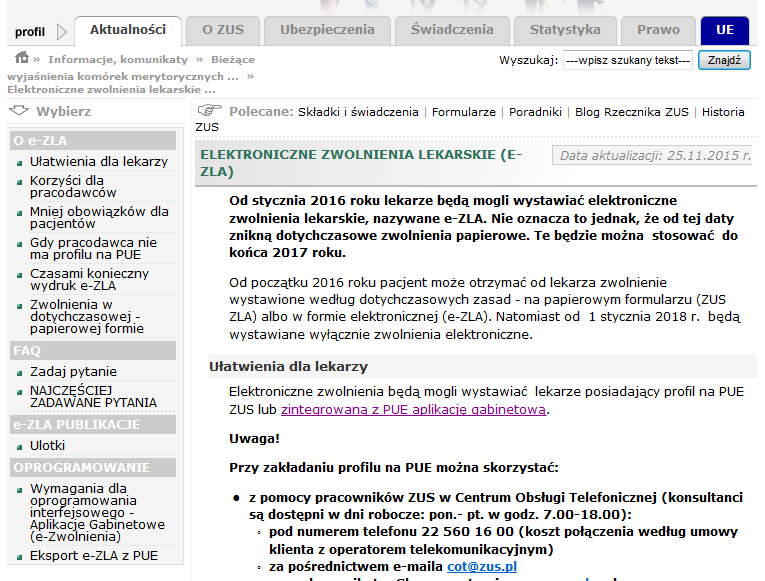 profil Aktualności O ZUS Ubezpieczenia Świadczenia Statystyka Prawo UE
» Informacje, komunikaty » Bieżące
wyjaśnienia komórek merytorycznych ... »
Elektroniczne zwolnienia lekarskie ...
Wyszukaj: ---wpisz szukany tekst--- Znajdź
Wybierz
O e-ZLA
Ułatwienia dla lekarzy
Korzyści dla
pracodawców
Mniej obowiązków dla
pacjentów
Gdy pracodawca nie
ma profilu na PUE
Czasami konieczny
wydruk e-ZLA
Zwolnienia w
dotychczasowej -
papierowej formie
FAQ
Zadaj pytanie
NAJCZĘŚCIEJ
ZADAWANE PYTANIA
e-ZLA PUBLIKACJE
Ulotki
OPROGRAMOWANIE
Wymagania dla
oprogramowania
interfejsowego -
Aplikacje Gabinetowe
(e-Zwolnienia)
Eksport e-ZLA z PUE
Polecane: Składki i świadczenia | Formularze | Poradniki | Blog Rzecznika ZUS | Historia
ZUS
ELEKTRONICZNE ZWOLNIENIA LEKARSKIE (E-
ZLA)
Data aktualizacji: 25.11.2015 r.
Od stycznia 2016 roku lekarze będą mogli wystawiać elektroniczne
zwolnienia lekarskie, nazywane e-ZLA. Nie oznacza to jednak, że od tej daty
znikną dotychczasowe zwolnienia papierowe. Te będzie można stosować do
końca 2017 roku.
Od początku 2016 roku pacjent może otrzymać od lekarza zwolnienie
wystawione według dotychczasowych zasad - na papierowym formularzu (ZUS
ZLA) albo w formie elektronicznej (e-ZLA). Natomiast od 1 stycznia 2018 r. będą
wystawiane wyłącznie zwolnienia elektroniczne.
Ułatwienia dla lekarzy
Elektroniczne zwolnienia będą mogli wystawiać lekarze posiadający profil na PUE
ZUS lub zintegrowaną z PUE aplikację gabinetową.
Uwaga!
Przy zakładaniu profilu na PUE można skorzystać:
z pomocy pracowników ZUS w Centrum Obsługi Telefonicznej (konsultanci
są dostępni w dni robocze: pon.- pt. w godz. 7.00-18.00):
pod numerem telefonu 22 560 16 00 (koszt połączenia według umowy
klienta z operatorem telekomunikacyjnym)
za pośrednictwem e-maila cot@zus.pl